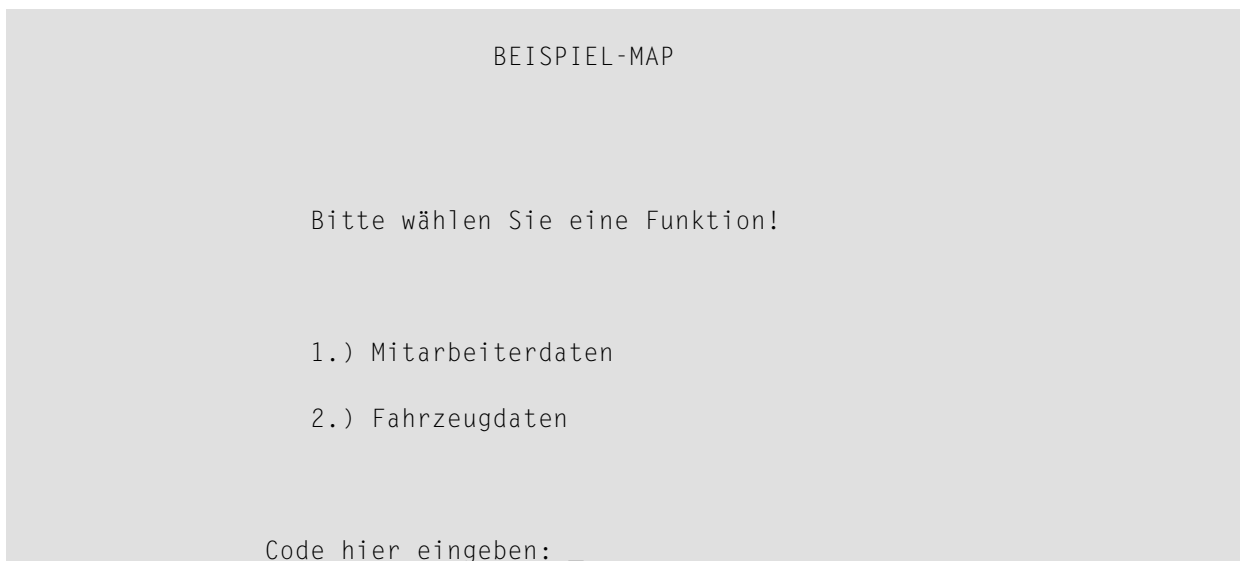 BEISPIEL-MAP
Bitte wählen Sie eine Funktion!
1.) Mitarbeiterdaten
2.) Fahrzeugdaten
Code hier eingeben: _